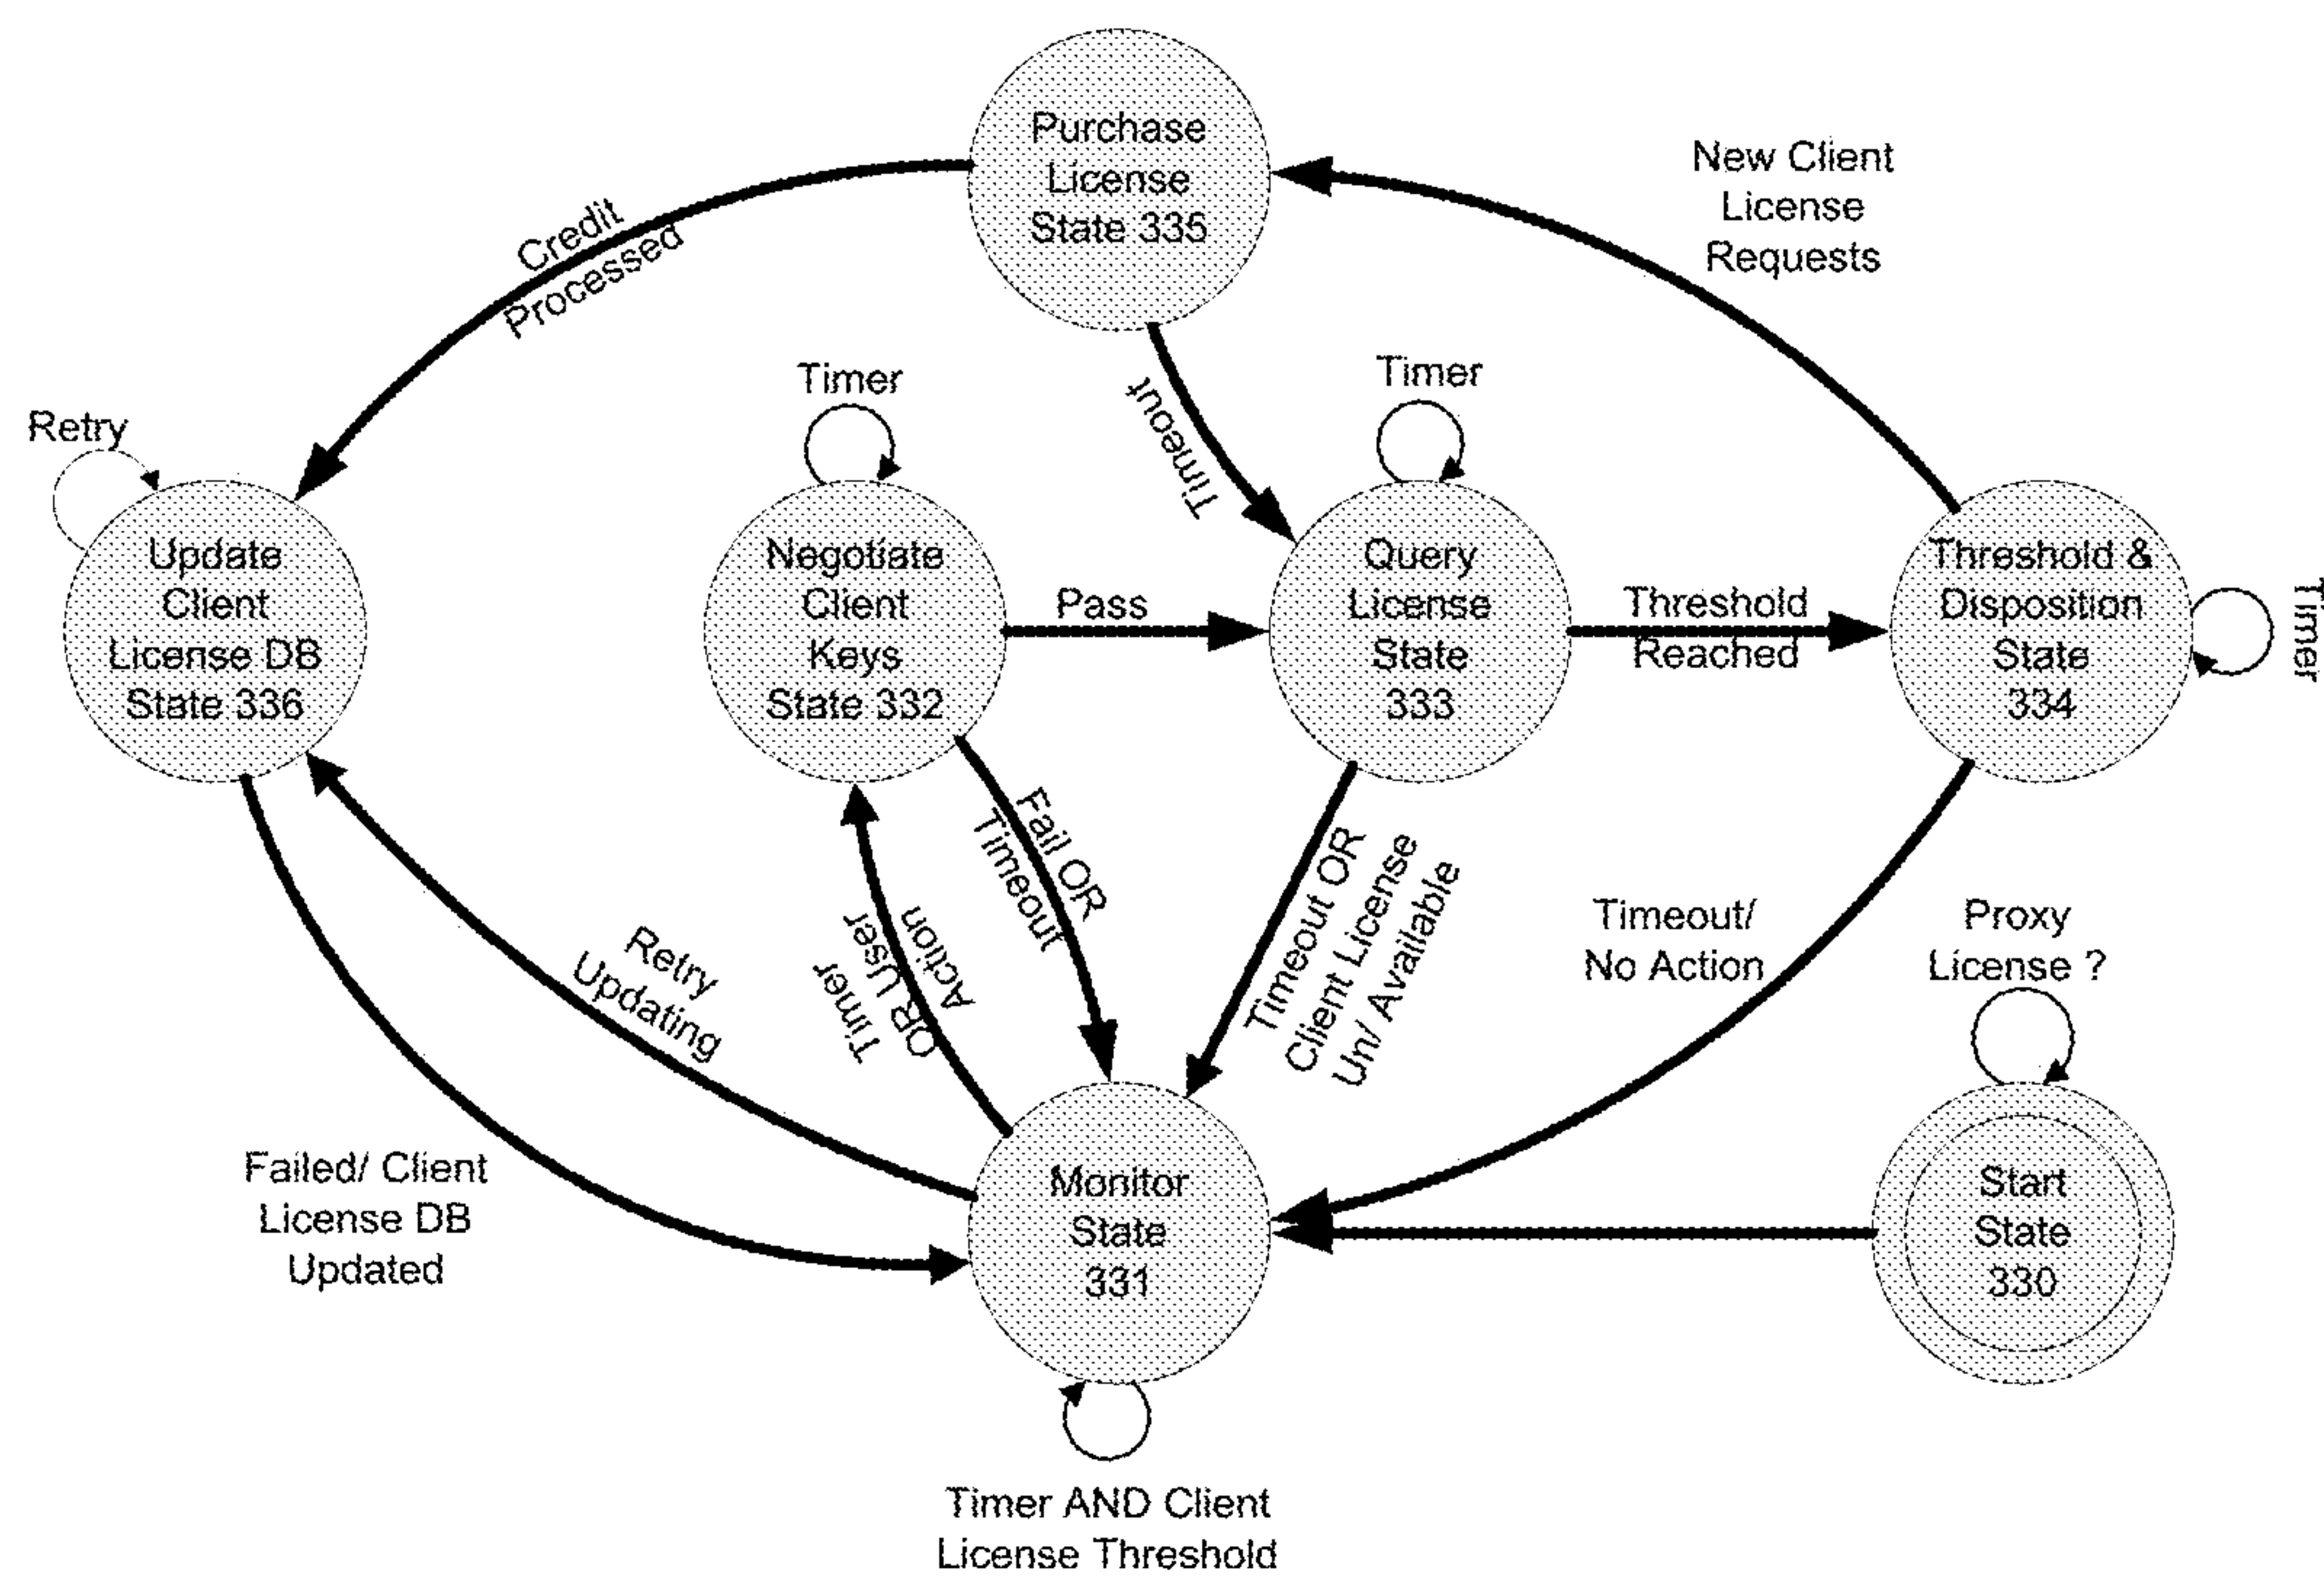 Purchase
License
State 335
New Client
License
Requests
Credit
Processed
Timeout
Timer
Timer
Retry
Update
Client
License DB
State 336
Negotiate
Client
Keys
State 332
Pass
Query
License
State
333
Threshold
Reached
Threshold &
Disposition
State
334
Timer
Fail OR
Timeout
Timer
OR User
Action
Timeout OR
Client License
Un/ Available
Retry
Updating
Timeout/
No Action
Proxy
License ?
Failed/ Client
License DB
Updated
Monitor
State
331
Start
State
330
Timer AND Client
License Threshold